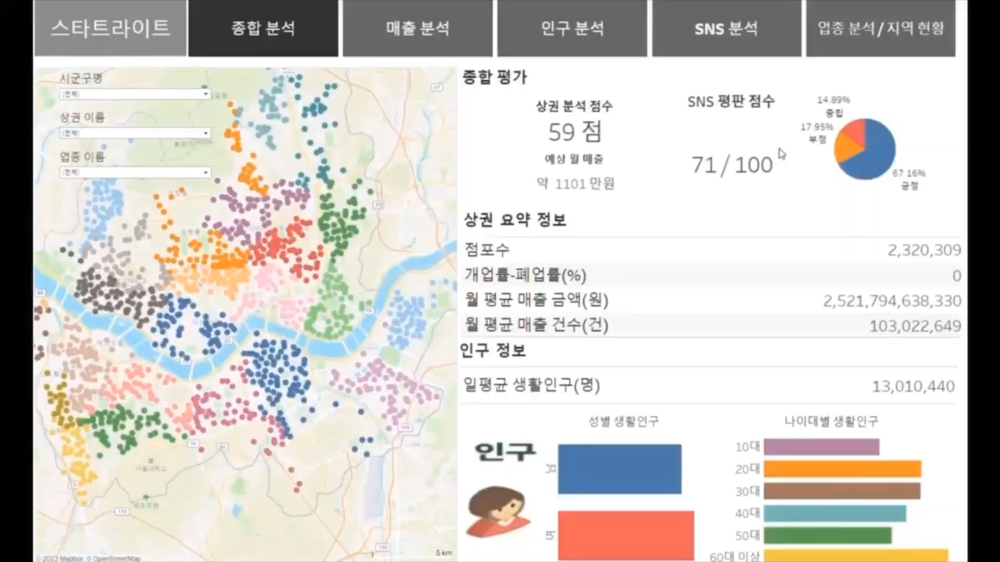 스타트라이트
종합 분석
매출 분석
인구 분석
SNS 분석
업종 분석/지역 현황
시군구명
(전체)
상권 이름
(전체)
업종 이름
(전체)
종합 평가
상권 분석 점수
59 점
예상 월 매출
약 1101 만원
SNS 평판 점수
71 / 100
14.89%
중립
17 95%
부정
67 16%
긍정
상권 요약 정보
점포수 2,320,309
개업률-폐업률(%) 0
월 평균 매출 금액(원) 2,521,794,638,330
월 평균 매출 건수(건) 103,022,649
인구 정보
일평균 생활인구(명) 13,010,440
성별 생활인구
나이대별 생활인구
인구
남
여
10대
20대
30대
40대
50대
60대 이상
서울대학교
110
100
5 km
© 2023 Mapbox © OpenStreetMap